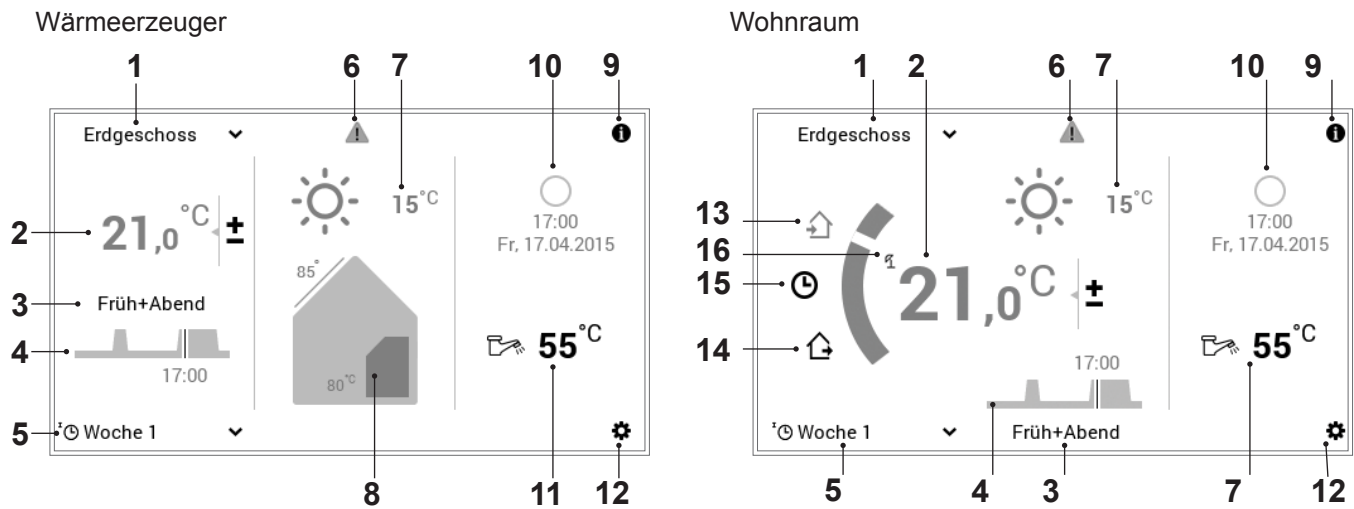 Wärmeerzeuger
1 6 7 10 9
Erdgeschoss
15°C
2 21,0 °C ±
17:00
Fr, 17.04.2015
3 Früh+Abend
85°
4
17:00
80°C
55°C
5 Woche 1
8 11 12
Wohnraum
1 2 6 7 10 9
Erdgeschoss
15°C
13
17:00
Fr, 17.04.2015
16
15 21,0 °C ±
14
55°C
17:00
Woche 1 Früh+Abend
5 4 3 7 12